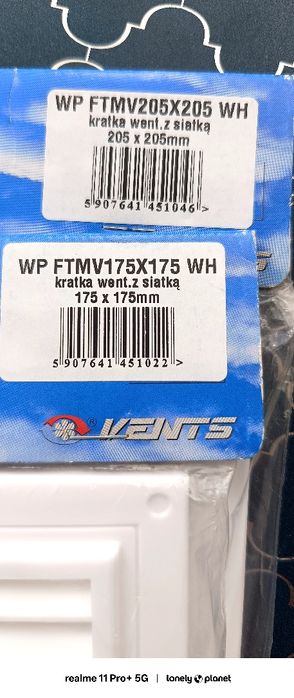 WP FTMV205X205 WH
kratka went.z siatką
205 x 205mm
5 907641 451046 >
WP FTMV175X175 WH
kratka went.z siatką
175 x 175mm
5 907641 451022 >
® VENTS
realme 11 Pro+ 5G | lonely planet